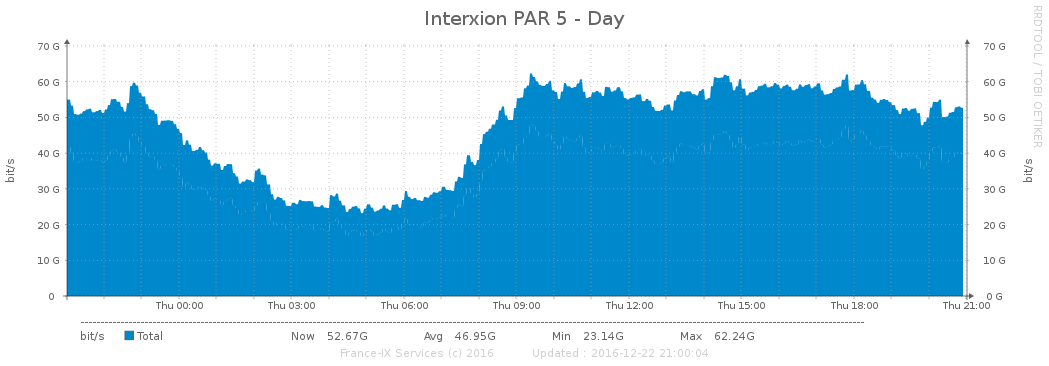 Interxion PAR 5 - Day
RRDTOOL / TOBI OETIKER
70 G 70 G
60 G 60 G
50 G 50 G
40 G 40 G
30 G 30 G
20 G 20 G
10 G 10 G
0 0 G
bit/s bit/s
Thu 00:00 Thu 03:00 Thu 06:00 Thu 09:00 Thu 12:00 Thu 15:00 Thu 18:00 Thu 21:00
bit/s Total Now 52.67G Avg 46.95G Min 23.14G Max 62.24G
France-IX Services (c) 2016 Updated : 2016-12-22 21:00:04